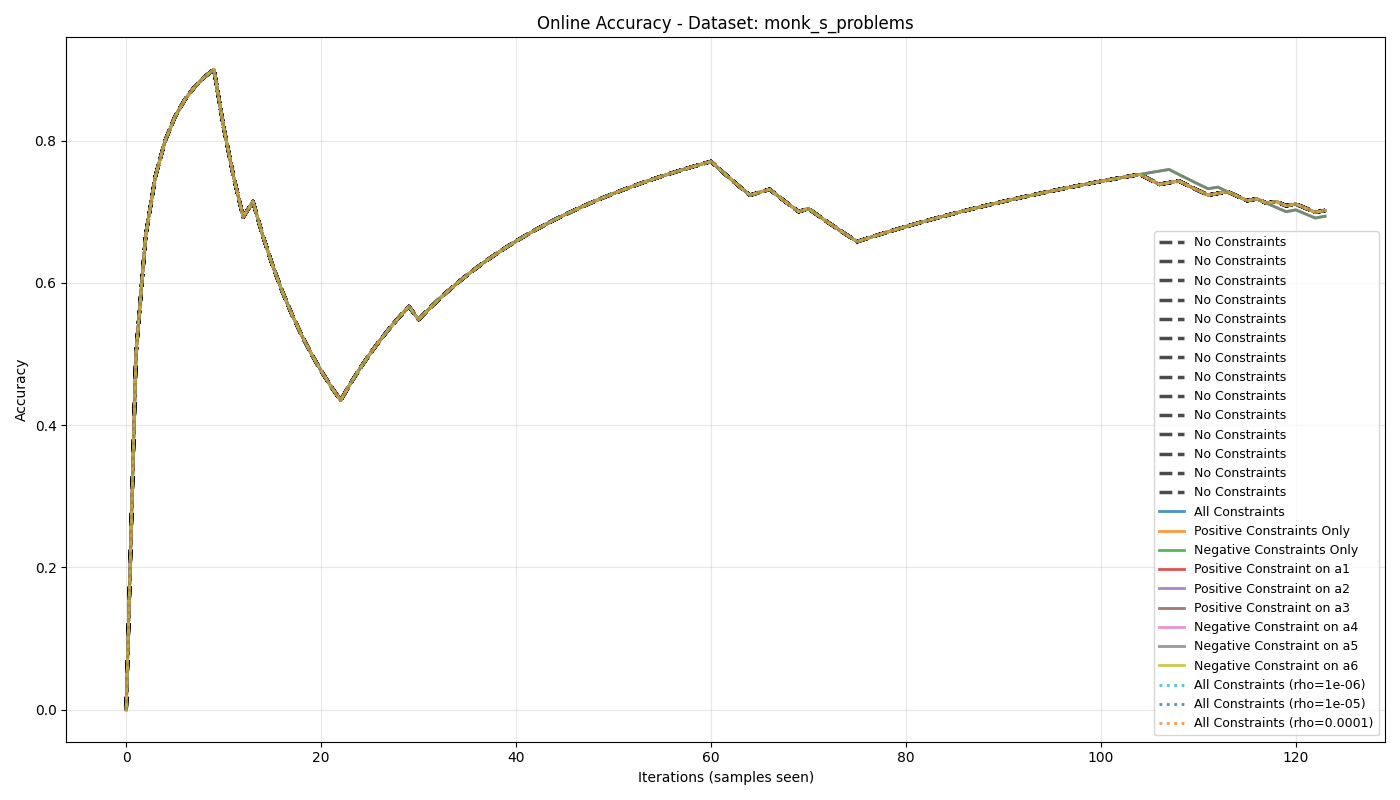 Online Accuracy - Dataset: monk_s_problems
Accuracy
0.8
0.6
0.4
0.2
0.0
No Constraints
No Constraints
No Constraints
No Constraints
No Constraints
No Constraints
No Constraints
No Constraints
No Constraints
No Constraints
No Constraints
No Constraints
No Constraints
No Constraints
All Constraints
Positive Constraints Only
Negative Constraints Only
Positive Constraint on a1
Positive Constraint on a2
Positive Constraint on a3
Negative Constraint on a4
Negative Constraint on a5
Negative Constraint on a6
All Constraints (rho=1e-06)
All Constraints (rho=1e-05)
All Constraints (rho=0.0001)
0 20 40 60 80 100 120
Iterations (samples seen)